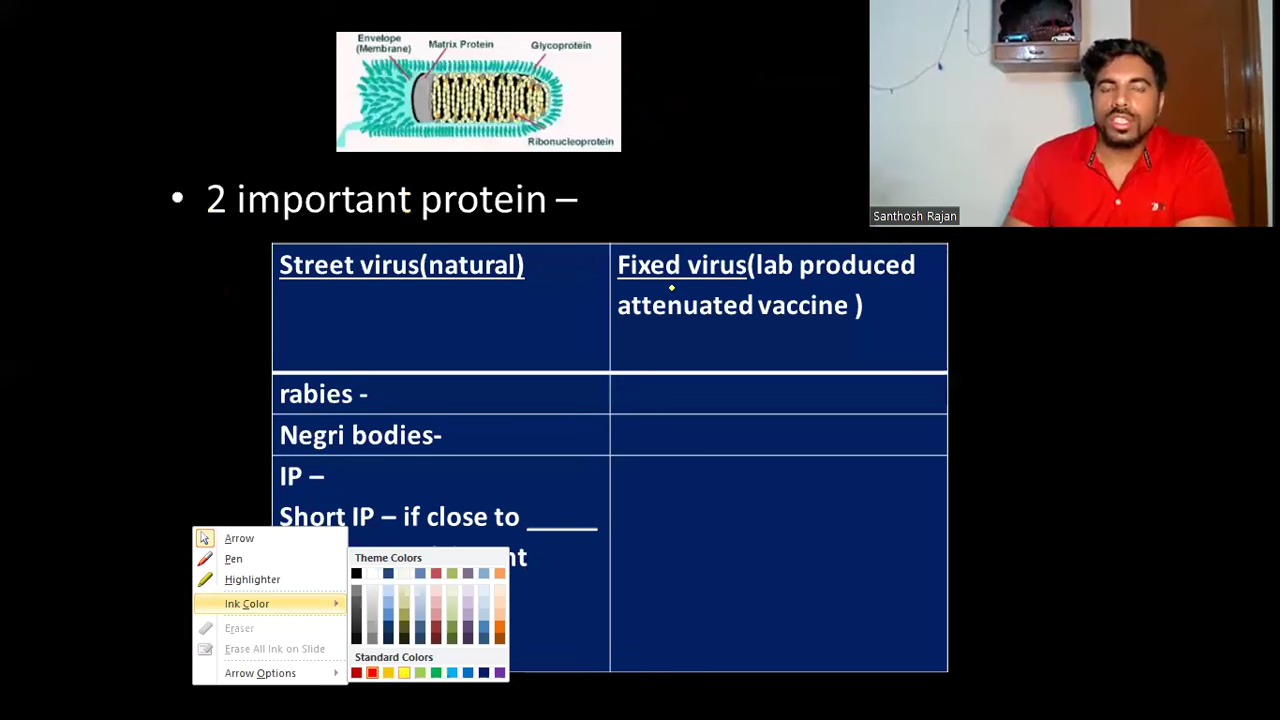 Envelope
(Membrane)
Matrix Protein
Glycoprotein
Ribonucleoprotein
• 2 important protein –
Santhosh Rajan
Street virus(natural)
Fixed virus(lab produced
attenuated vaccine )
rabies -
Negri bodies-
IP –
Short IP – if close to _____
Arrow
Pen
Highlighter
Ink Color
Eraser
Erase All Ink on Slide
Arrow Options
Theme Colors
Standard Colors